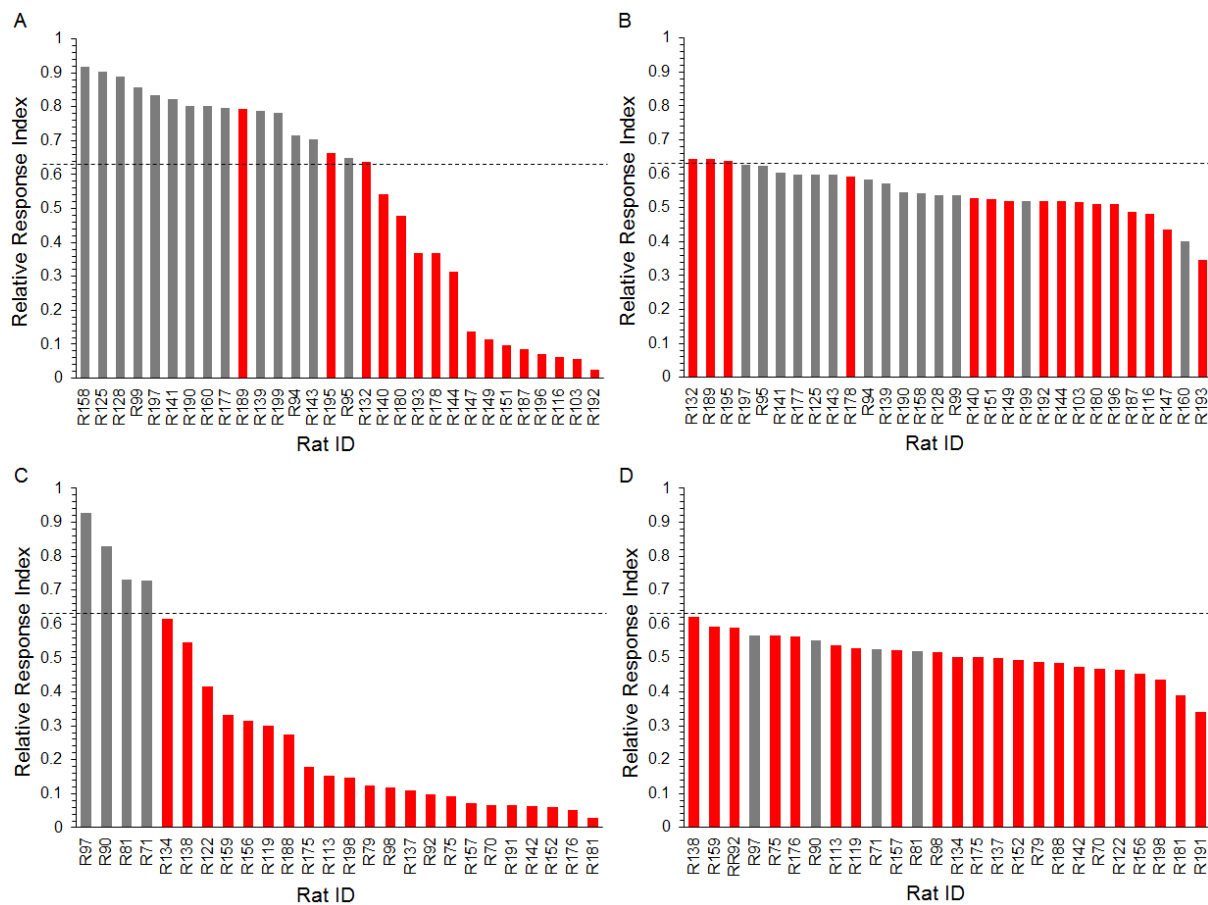 A
Relative Response Index
1
0.9
0.8
0.7
0.6
0.5
0.4
0.3
0.2
0.1
0
R158 R125 R128 R99 R197 R141 R190 R160 R177 R189 R139 R199 R94 R143 R195 R95 R132 R140 R180 R193 R178 R144 R147 R149 R151 R187 R196 R116 R103 R192
Rat ID
B
Relative Response Index
1
0.9
0.8
0.7
0.6
0.5
0.4
0.3
0.2
0.1
0
R132 R189 R195 R197 R95 R141 R177 R125 R143 R178 R94 R139 R190 R158 R128 R99 R140 R151 R149 R199 R192 R144 R103 R180 R196 R187 R116 R147 R160 R193
Rat ID
C
Relative Response Index
1
0.9
0.8
0.7
0.6
0.5
0.4
0.3
0.2
0.1
0
R97 R90 R81 R71 R134 R138 R122 R159 R156 R119 R188 R175 R113 R198 R79 R98 R137 R92 R75 R157 R70 R191 R142 R152 R176 R181
Rat ID
D
Relative Response Index
1
0.9
0.8
0.7
0.6
0.5
0.4
0.3
0.2
0.1
0
R138 R159 RR92 R97 R75 R176 R90 R113 R119 R71 R157 R81 R98 R134 R175 R137 R152 R79 R188 R142 R70 R122 R156 R198 R181 R191
Rat ID